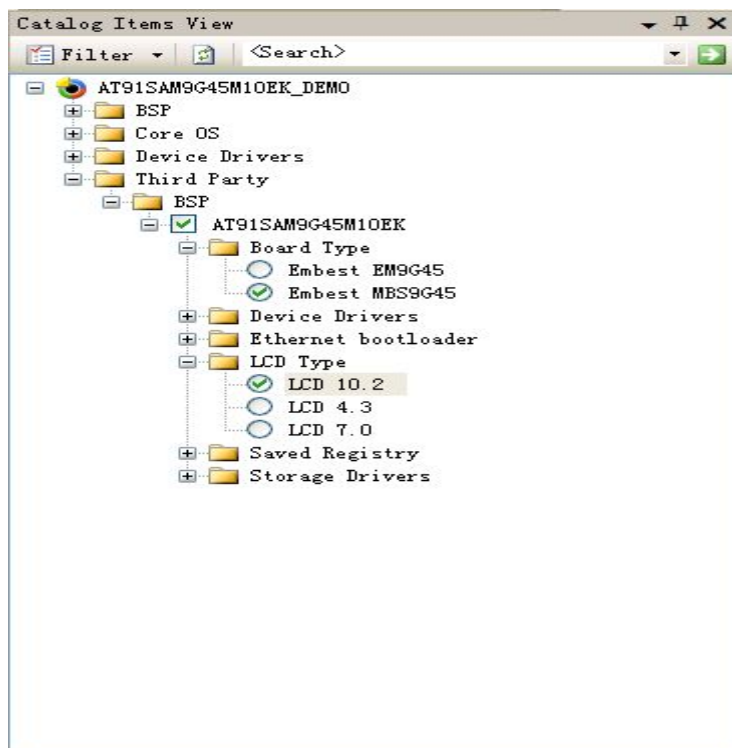 Catalog Items View
Filter <Search>
AT91SAM9G45M10EK_DEMO
BSP
Core OS
Device Drivers
Third Party
BSP
AT91SAM9G45M10EK
Board Type
Embest EM9G45
Embest MBS9G45
Device Drivers
Ethernet bootloader
LCD Type
LCD 10.2
LCD 4.3
LCD 7.0
Saved Registry
Storage Drivers